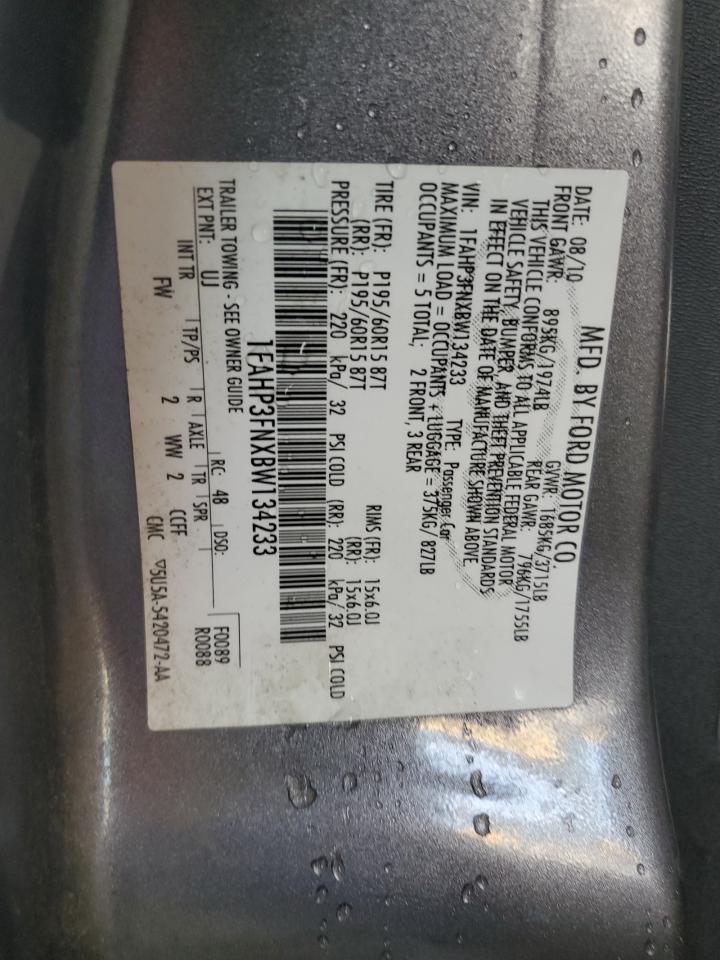 MFD. BY FORD MOTOR CO.
DATE: 08/10 GVWR: 1685KG/3715LB
FRONT GAWR: 895KG/1974LB REAR GAWR: 796KG/1755LB
THIS VEHICLE CONFORMS TO ALL APPLICABLE FEDERAL MOTOR
VEHICLE SAFETY, BUMPER, AND THEFT PREVENTION STANDARDS
IN EFFECT ON THE DATE OF MANUFACTURE SHOWN ABOVE.
VIN: 1FAHP3FNXBW134233 TYPE: Passenger Car
MAXIMUM LOAD = OCCUPANTS + LUGGAGE = 375KG/ 827LB
OCCUPANTS = 5 TOTAL; 2 FRONT, 3 REAR
TIRE (FR): P195/60R15 87T RIMS (FR): 15x6.0J
(RR): P195/60R15 87T (RR): 15x6.0J
PRESSURE (FR): 220 kPa/ 32 PSI COLD (RR): 220 kPa/ 32 PSI COLD
1FAHP3FNXBW134233
TRAILER TOWING - SEE OWNER GUIDE F0089
EXT PNT: UJ RC: 48 DSO: R0088
INT TR TP/PS R AXLE TR SPR
FW 2 WW 2 CCFF
CMC ▽5U5A-5420472-AA